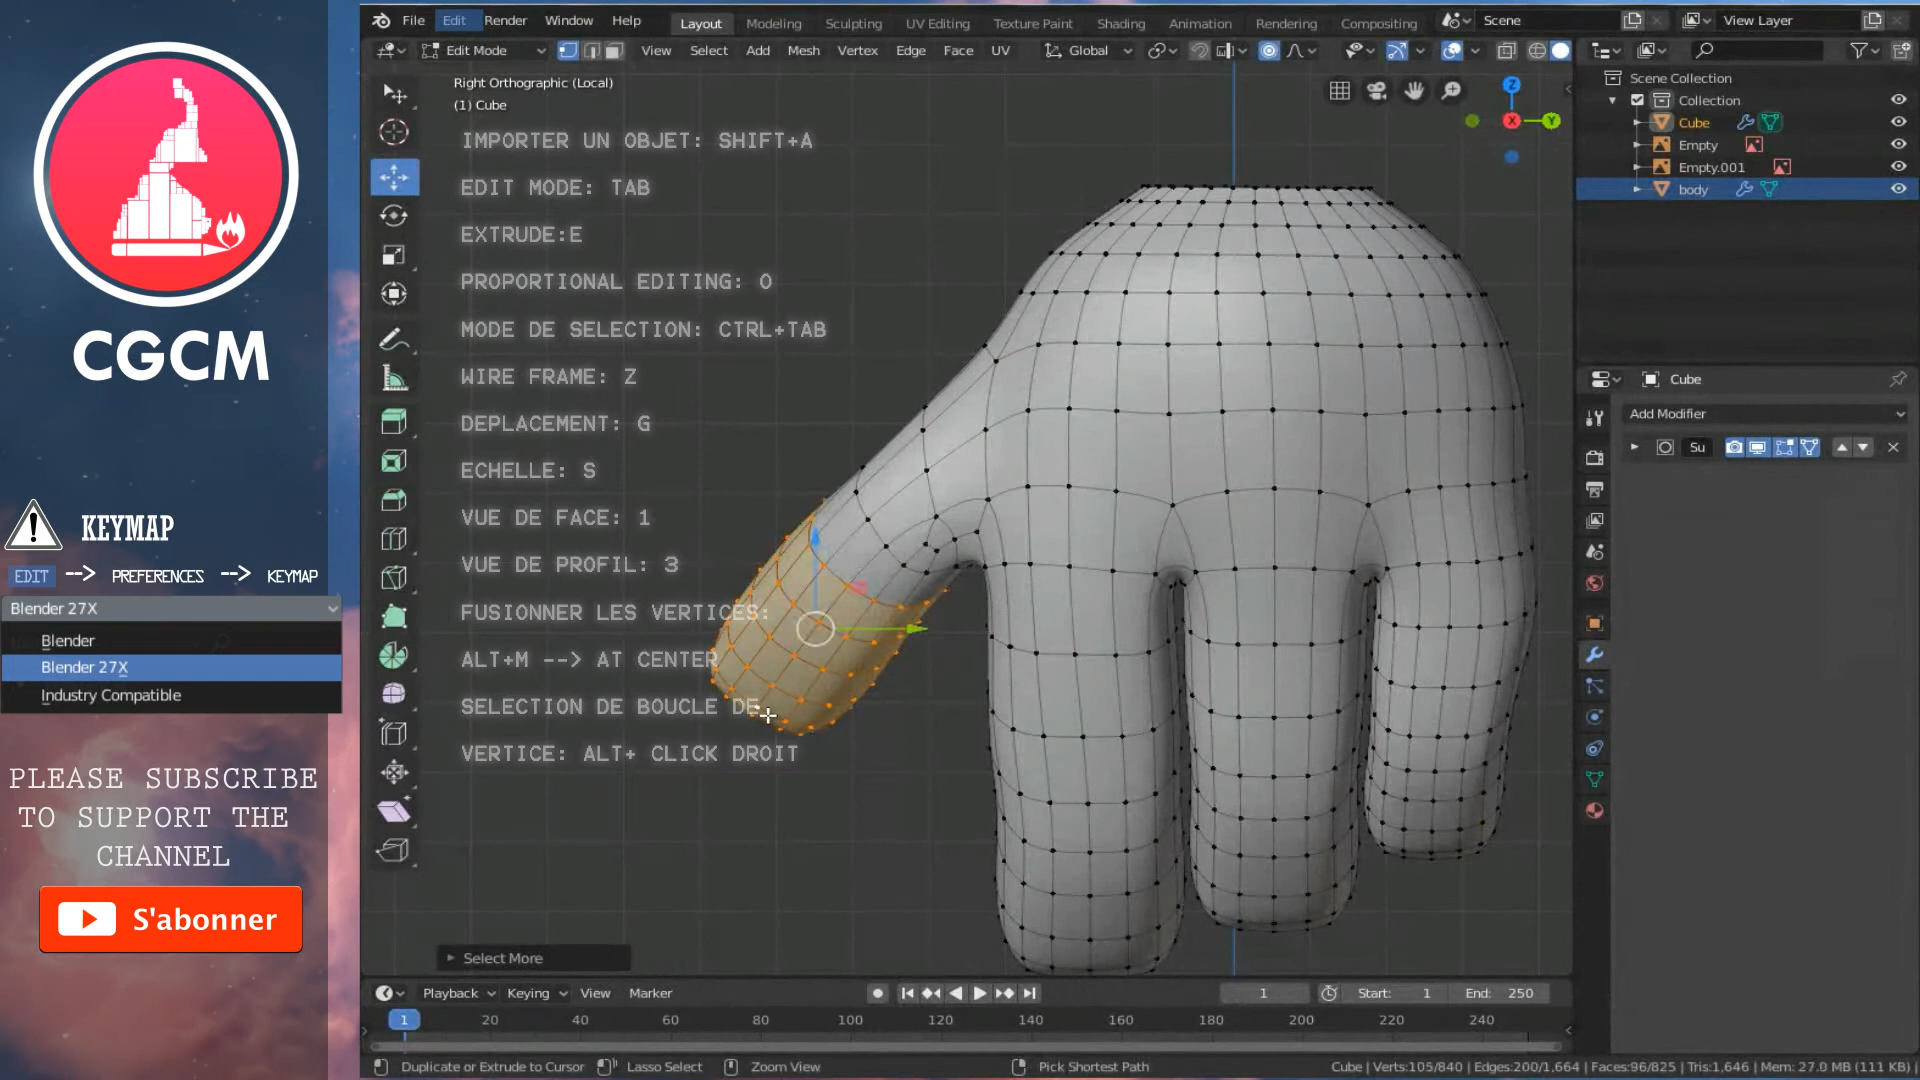 CGCM
KEYMAP
EDIT --> PREFERENCES --> KEYMAP
Blender 27X
Blender
Blender 27X
Industry Compatible
PLEASE SUBSCRIBE
TO SUPPORT THE
CHANNEL
S'abonner
File Edit Render Window Help
Layout Modeling Sculpting UV Editing Texture Paint Shading Animation Rendering Compositing
Scene
View Layer
Edit Mode View Select Add Mesh Vertex Edge Face UV
Global
Right Orthographic (Local)
(1) Cube
IMPORTER UN OBJET: SHIFT+A
EDIT MODE: TAB
EXTRUDE:E
PROPORTIONAL EDITING: O
MODE DE SELECTION: CTRL+TAB
WIRE FRAME: Z
DEPLACEMENT: G
ECHELLE: S
VUE DE FACE: 1
VUE DE PROFIL: 3
FUSIONNER LES VERTICES:
ALT+M --> AT CENTER
SELECTION DE BOUCLE DE
VERTICE: ALT+ CLICK DROIT
Z
X
Y
Select More
Scene Collection
Collection
Cube
Empty
Empty.001
body
Cube
Add Modifier
Su
Playback Keying View Marker
1
Start: 1
End: 250
1 20 40 60 80 100 120 140 160 180 200 220 240
Duplicate or Extrude to Cursor
Lasso Select
Zoom View
Pick Shortest Path
Cube | Verts:105/840 | Edges:200/1,664 | Faces:96/825 | Tris:1,646 | Mem: 27.0 MB (111 KB)